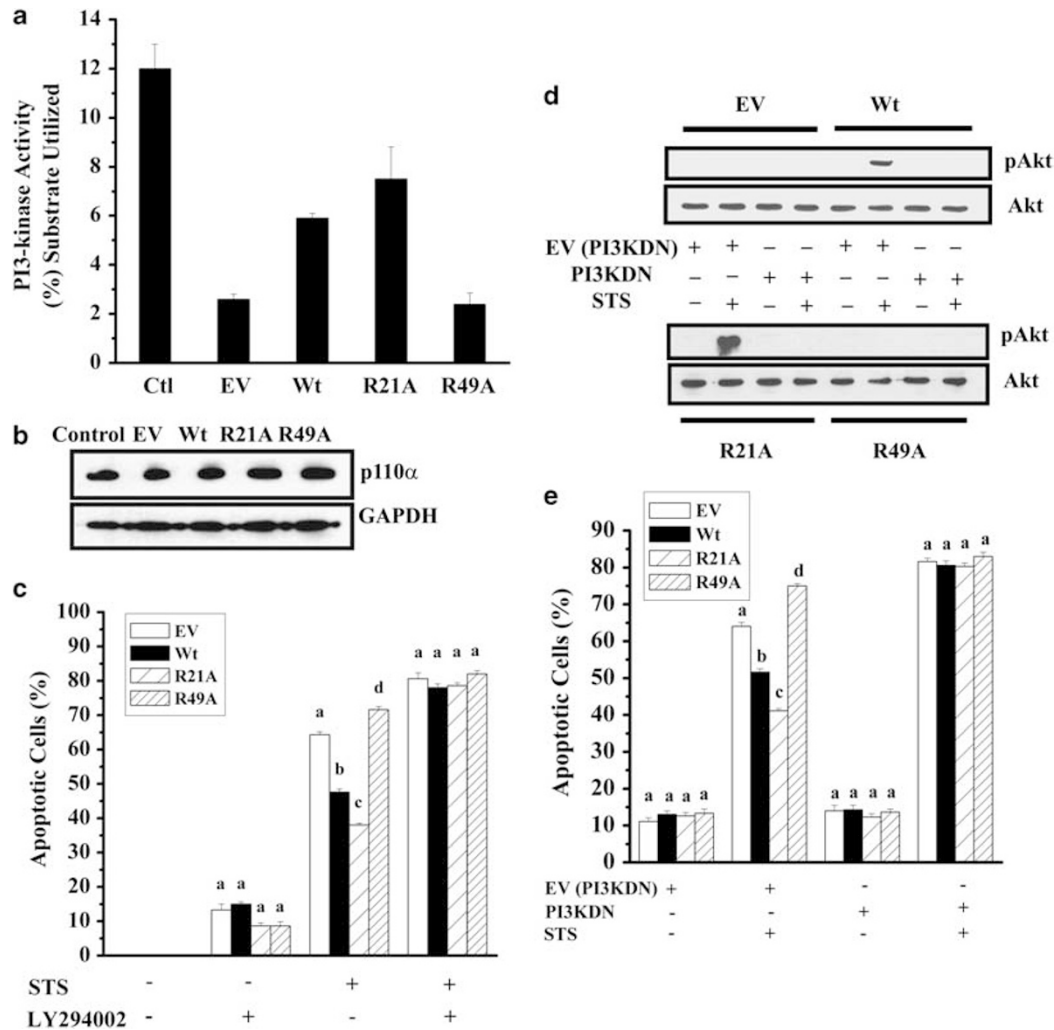 a
PI3-kinase Activity
(%) Substrate Utilized
14
12
10
8
6
4
2
0
Ctl EV Wt R21A R49A
b
Control EV Wt R21A R49A
p110α
GAPDH
c
Apoptotic Cells (%)
100
90
80
70
60
50
40
30
20
10
0
EV
Wt
R21A
R49A
a a a a
a b c d
a a a a
STS - - + +
LY294002 - + - +
d
EV Wt
pAkt
Akt
EV (PI3KDN) + + – – + + – –
PI3KDN – – + + – – + +
STS – + – + – + – +
pAkt
Akt
R21A R49A
e
Apoptotic Cells (%)
90
80
70
60
50
40
30
20
10
0
EV
Wt
R21A
R49A
a a a a
a b c d
a a a a
a a a a
EV (PI3KDN) + + - -
PI3KDN - - + +
STS - + - +